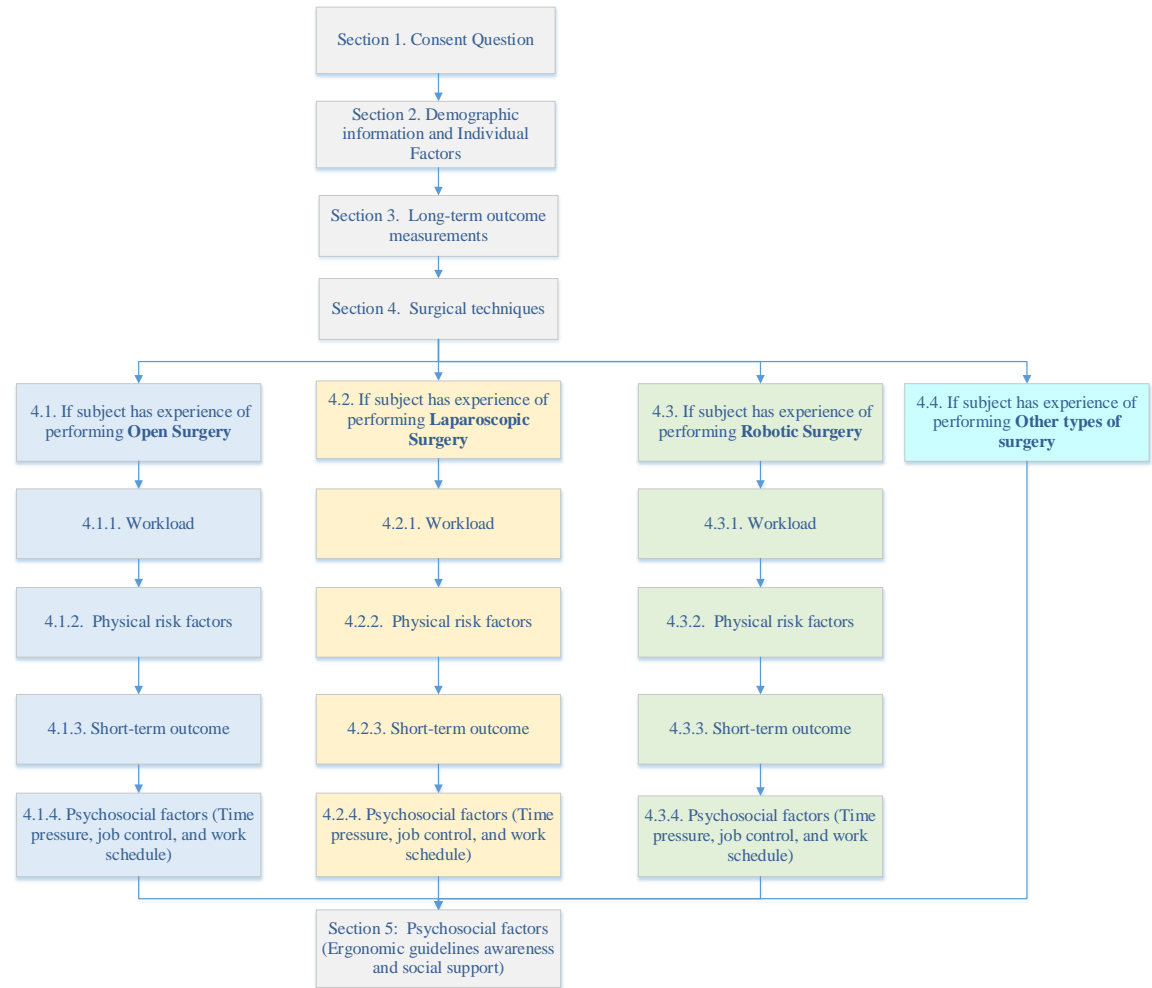 Section 1. Consent Question
Section 2. Demographic
information and Individual
Factors
Section 3.  Long-term outcome
measurements
Section 4.  Surgical techniques
4.1. If subject has experience of
performing Open Surgery
4.2. If subject has experience of
performing Laparoscopic
Surgery
4.3. If subject has experience of
performing Robotic Surgery
4.4. If subject has experience of
performing Other types of
surgery
4.1.1. Workload
4.2.1. Workload
4.3.1. Workload
4.1.2.  Physical risk factors
4.2.2.  Physical risk factors
4.3.2.  Physical risk factors
4.1.3. Short-term outcome
4.2.3. Short-term outcome
4.3.3. Short-term outcome
4.1.4. Psychosocial factors (Time
pressure, job control, and work
schedule)
4.2.4. Psychosocial factors (Time
pressure, job control, and work
schedule)
4.3.4. Psychosocial factors (Time
pressure, job control, and work
schedule)
Section 5:  Psychosocial factors
(Ergonomic guidelines awareness
and social support)